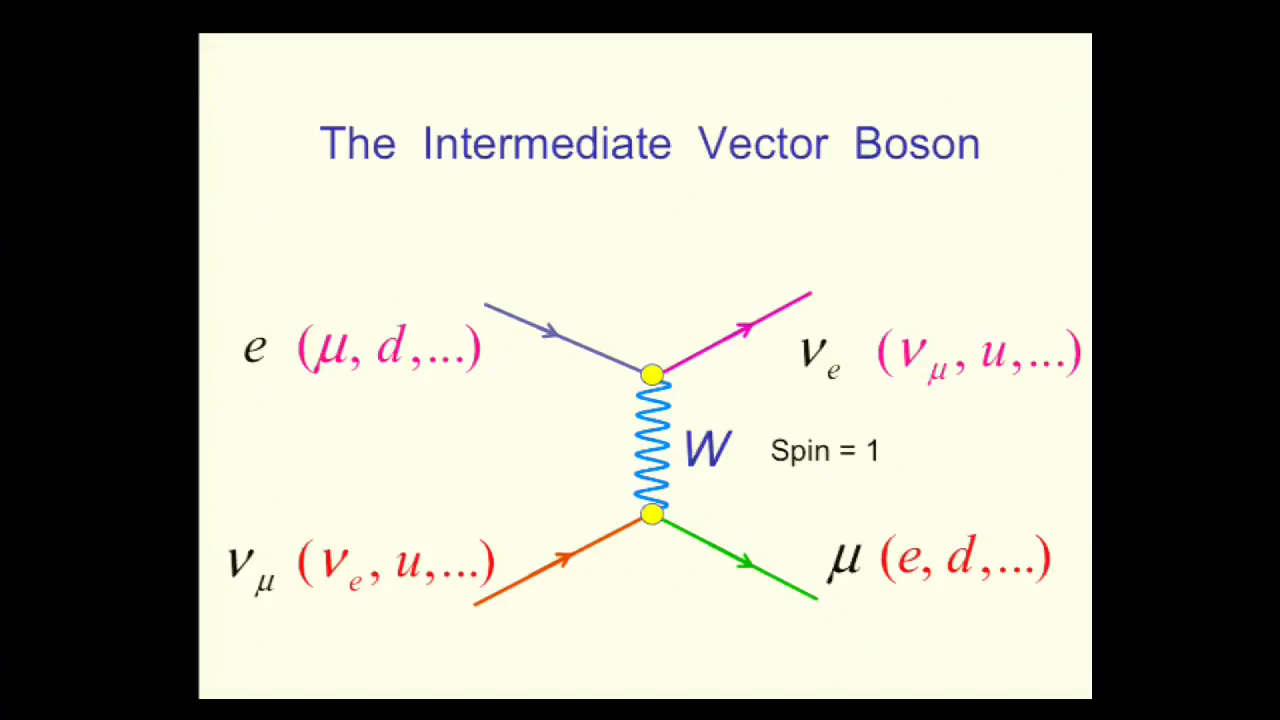 The Intermediate Vector Boson
e (μ, d,...)
ν_e (ν_μ, u,...)
W Spin = 1
ν_μ (ν_e, u,...)
μ (e, d,...)